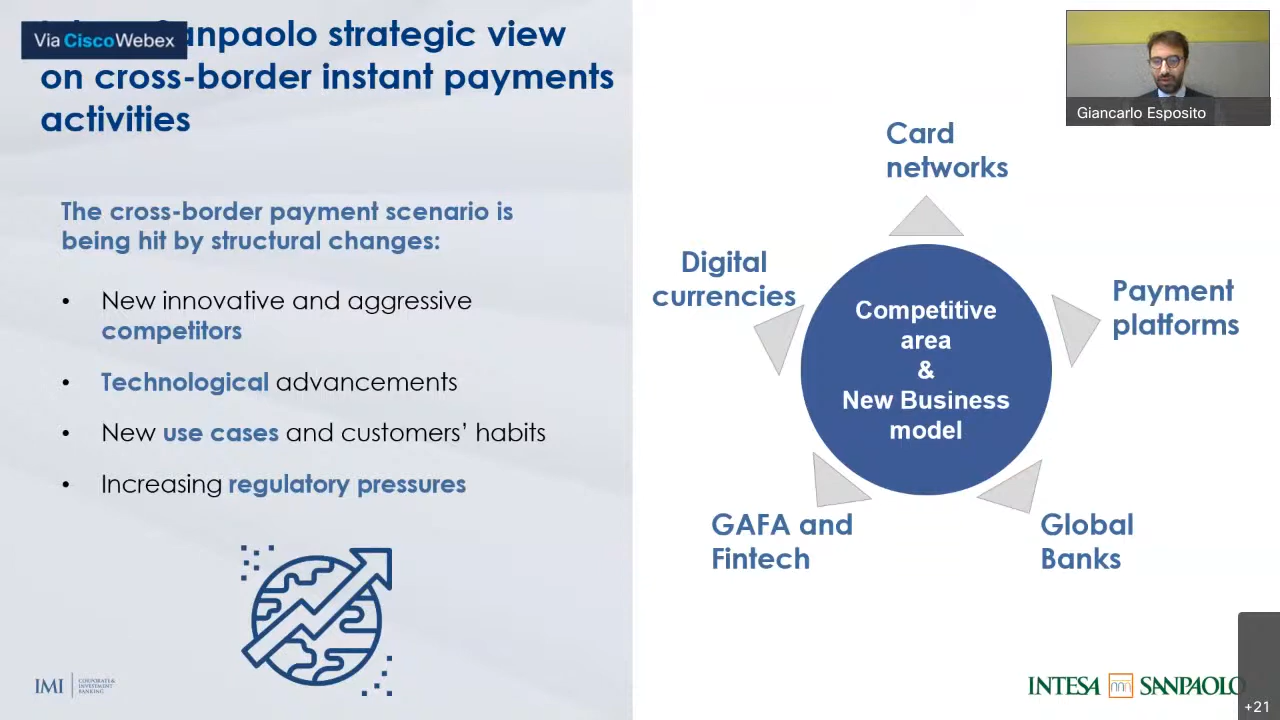 Via CiscoWebex
anpaolo strategic view
on cross-border instant payments
activities
The cross-border payment scenario is
being hit by structural changes:
• New innovative and aggressive
competitors
• Technological advancements
• New use cases and customers’ habits
• Increasing regulatory pressures
IMI
CORPORATE &
INVESTMENT
BANKING
Giancarlo Esposito
Card
networks
Digital
currencies
Payment
platforms
Competitive
area
&
New Business
model
GAFA and
Fintech
Global
Banks
INTESA SANPAOLO
+21